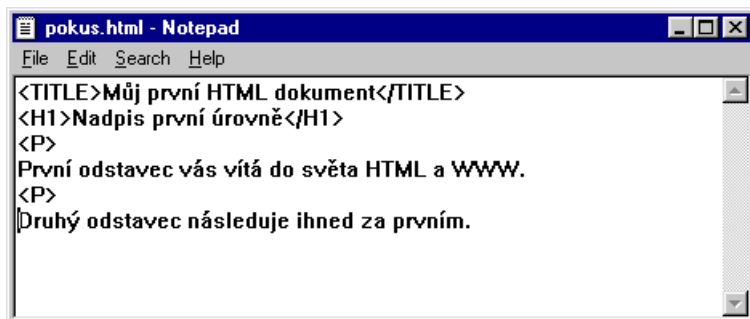 pokus.html - Notepad
File Edit Search Help
<TITLE>Můj první HTML dokument</TITLE>
<H1>Nadpis první úrovně</H1>
<P>
První odstavec vás vítá do světa HTML a WWW.
<P>
Druhý odstavec následuje ihned za prvním.